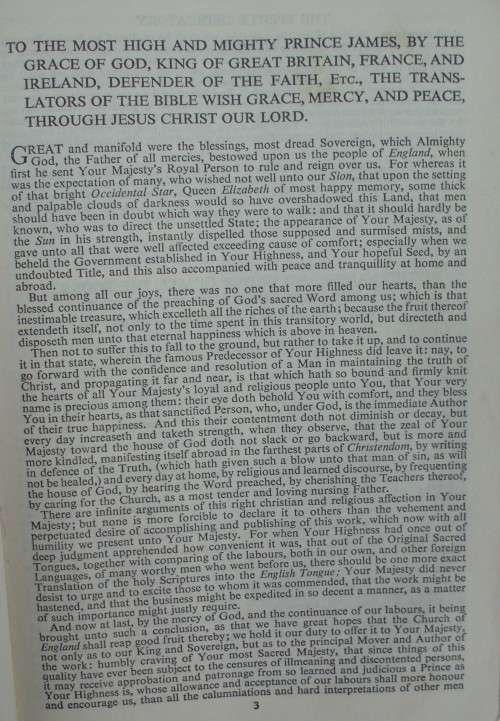 TO THE MOST HIGH AND MIGHTY PRINCE JAMES, BY THE
GRACE OF GOD, KING OF GREAT BRITAIN, FRANCE, AND
IRELAND, DEFENDER OF THE FAITH, ETC., THE TRANS-
LATORS OF THE BIBLE WISH GRACE, MERCY, AND PEACE,
THROUGH JESUS CHRIST OUR LORD.
GREAT and manifold were the blessings, most dread Sovereign, which Almighty
God, the Father of all mercies, bestowed upon us the people of England, when
first he sent Your Majesty's Royal Person to rule and reign over us. For whereas it
was the expectation of many, who wished not well unto our Sion, that upon the setting
of that bright Occidental Star, Queen Elizabeth of most happy memory, some thick
and palpable clouds of darkness would so have overshadowed this Land, that men
should have been in doubt which way they were to walk; and that it should hardly be
known, who was to direct the unsettled State; the appearance of Your Majesty, as of
the Sun in his strength, instantly dispelled those supposed and surmised mists, and
gave unto all that were well affected exceeding cause of comfort; especially when we
beheld the Government established in Your Highness, and Your hopeful Seed, by an
undoubted Title, and this also accompanied with peace and tranquillity at home and
abroad.
But among all our joys, there was no one that more filled our hearts, than the
blessed continuance of the preaching of God's sacred Word among us; which is that
inestimable treasure, which excelleth all the riches of the earth; because the fruit thereof
extendeth itself, not only to the time spent in this transitory world, but directeth and
disposeth men unto that eternal happiness which is above in heaven.
Then not to suffer this to fall to the ground, but rather to take it up, and to continue
it in that state, wherein the famous Predecessor of Your Highness did leave it: nay, to
go forward with the confidence and resolution of a Man in maintaining the truth of
Christ, and propagating it far and near, is that which hath so bound and firmly knit
the hearts of all Your Majesty's loyal and religious people unto You, that Your very
name is precious among them: their eye doth behold You with comfort, and they bless
You in their hearts, as that sanctified Person, who, under God, is the immediate Author
of their true happiness. And this their contentment doth not diminish or decay, but
every day increaseth and taketh strength, when they observe, that the zeal of Your
Majesty toward the house of God doth not slack or go backward, but is more and
more kindled, manifesting itself abroad in the farthest parts of Christendom, by writing
in defence of the Truth, (which hath given such a blow unto that man of sin, as will
not be healed,) and every day at home, by religious and learned discourse, by frequenting
the house of God, by hearing the Word preached, by cherishing the Teachers thereof,
by caring for the Church, as a most tender and loving nursing Father.
There are infinite arguments of this right christian and religious affection in Your
Majesty; but none is more forcible to declare it to others than the vehement and
perpetuated desire of accomplishing and publishing of this work, which now with all
humility we present unto Your Majesty. For when Your Highness had once out of
deep judgment apprehended how convenient it was, that out of the Original Sacred
Tongues, together with comparing of the labours, both in our own, and other foreign
Languages, of many worthy men who went before us, there should be one more exact
Translation of the holy Scriptures into the English Tongue; Your Majesty did never
desist to urge and to excite those to whom it was commended, that the work might be
hastened, and that the business might be expedited in so decent a manner, as a matter
of such importance might justly require.
And now at last, by the mercy of God, and the continuance of our labours, it being
brought unto such a conclusion, as that we have great hopes that the Church of
England shall reap good fruit thereby; we hold it our duty to offer it to Your Majesty,
not only as to our King and Sovereign, but as to the principal Mover and Author of
the work: humbly craving of Your most Sacred Majesty, that since things of this
quality have ever been subject to the censures of illmeaning and discontented persons,
it may receive approbation and patronage from so learned and judicious a Prince as
Your Highness is, whose allowance and acceptance of our labours shall more honour
and encourage us, than all the calumniations and hard interpretations of other men
3